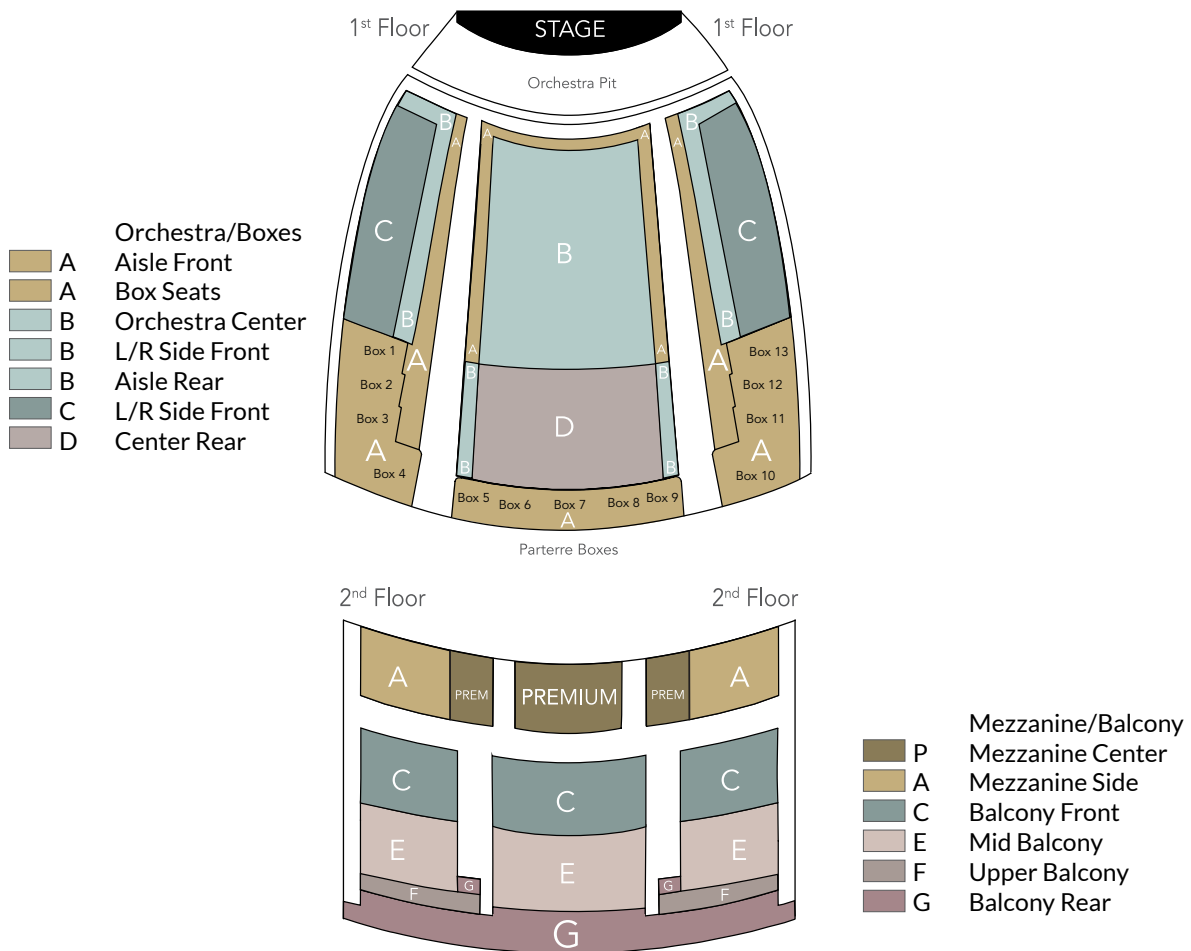 1st Floor
STAGE
1st Floor
Orchestra Pit
B
A
A
A
A
B
C
B
C
Orchestra/Boxes
A Aisle Front
A Box Seats
B Orchestra Center
B L/R Side Front
B Aisle Rear
C L/R Side Front
D Center Rear
B
B
A
A
A
A
Box 1
Box 2
Box 3
A
Box 4
B
B
D
B
B
Box 13
Box 12
Box 11
A
Box 10
Box 5
Box 6
Box 7
Box 8
Box 9
A
Parterre Boxes
2nd Floor
2nd Floor
A
PREM
PREMIUM
PREM
A
C
C
C
E
E
E
F
G
G
F
G
Mezzanine/Balcony
P Mezzanine Center
A Mezzanine Side
C Balcony Front
E Mid Balcony
F Upper Balcony
G Balcony Rear